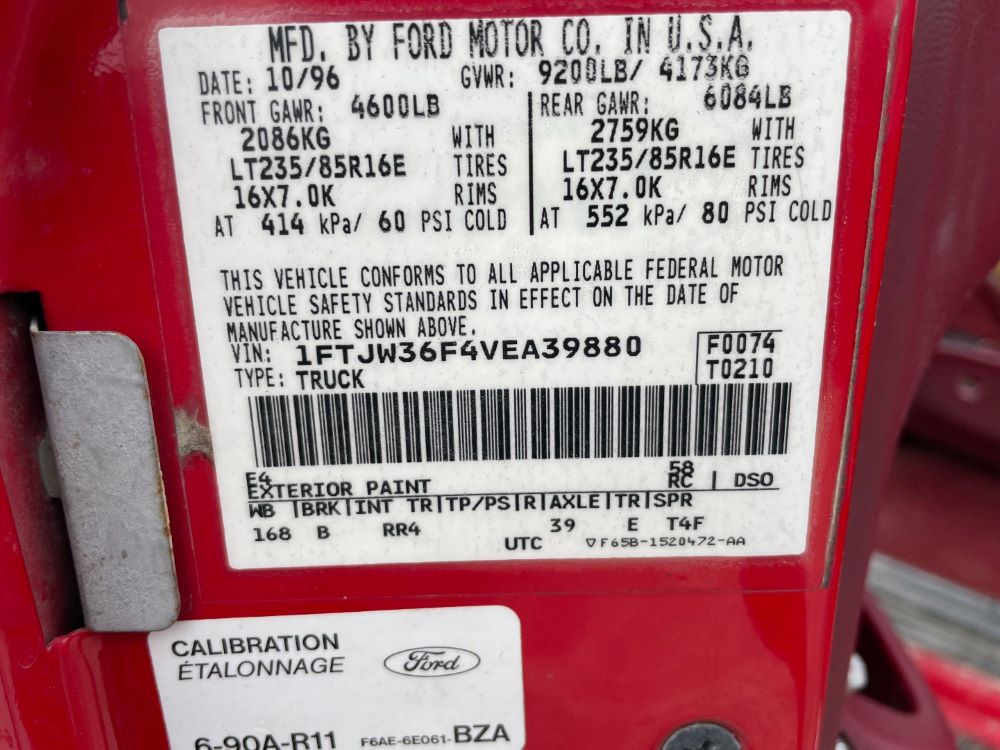 MFD. BY FORD MOTOR CO. IN U.S.A.
DATE: 10/96 GVWR: 9200LB/ 4173KG
FRONT GAWR: 4600LB REAR GAWR: 6084LB
2086KG WITH 2759KG WITH
LT235/85R16E TIRES LT235/85R16E TIRES
16X7.0K RIMS 16X7.0K RIMS
AT 414 kPa/ 60 PSI COLD AT 552 kPa/ 80 PSI COLD
THIS VEHICLE CONFORMS TO ALL APPLICABLE FEDERAL MOTOR
VEHICLE SAFETY STANDARDS IN EFFECT ON THE DATE OF
MANUFACTURE SHOWN ABOVE.
VIN: 1FTJW36F4VEA39880 F0074
TYPE: TRUCK T0210
E4 58
EXTERIOR PAINT RC | DSO
WB |BRK|INT TR|TP/PS|R|AXLE|TR|SPR
168 B RR4 39 E T4F
UTC ▽F65B-1520472-AA
CALIBRATION
ÉTALONNAGE Ford
6-90A-R11 F6AE-6E061-BZA